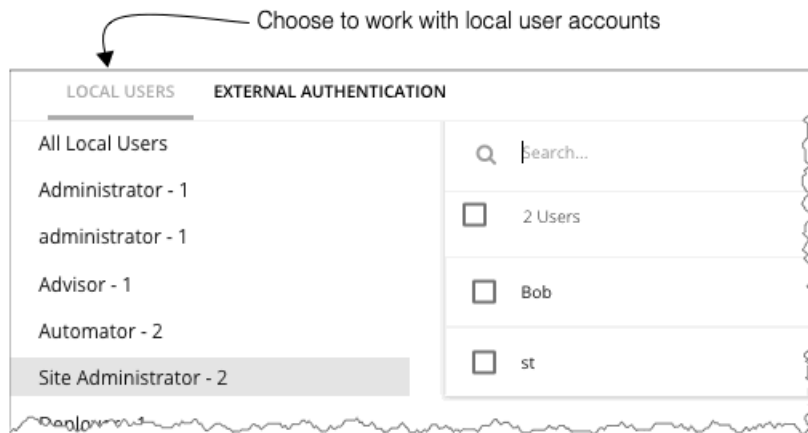 Choose to work with local user accounts
LOCAL USERS EXTERNAL AUTHENTICATION
All Local Users
Administrator - 1
administrator - 1
Advisor - 1
Automator - 2
Site Administrator - 2
Search...
2 Users
Bob
st